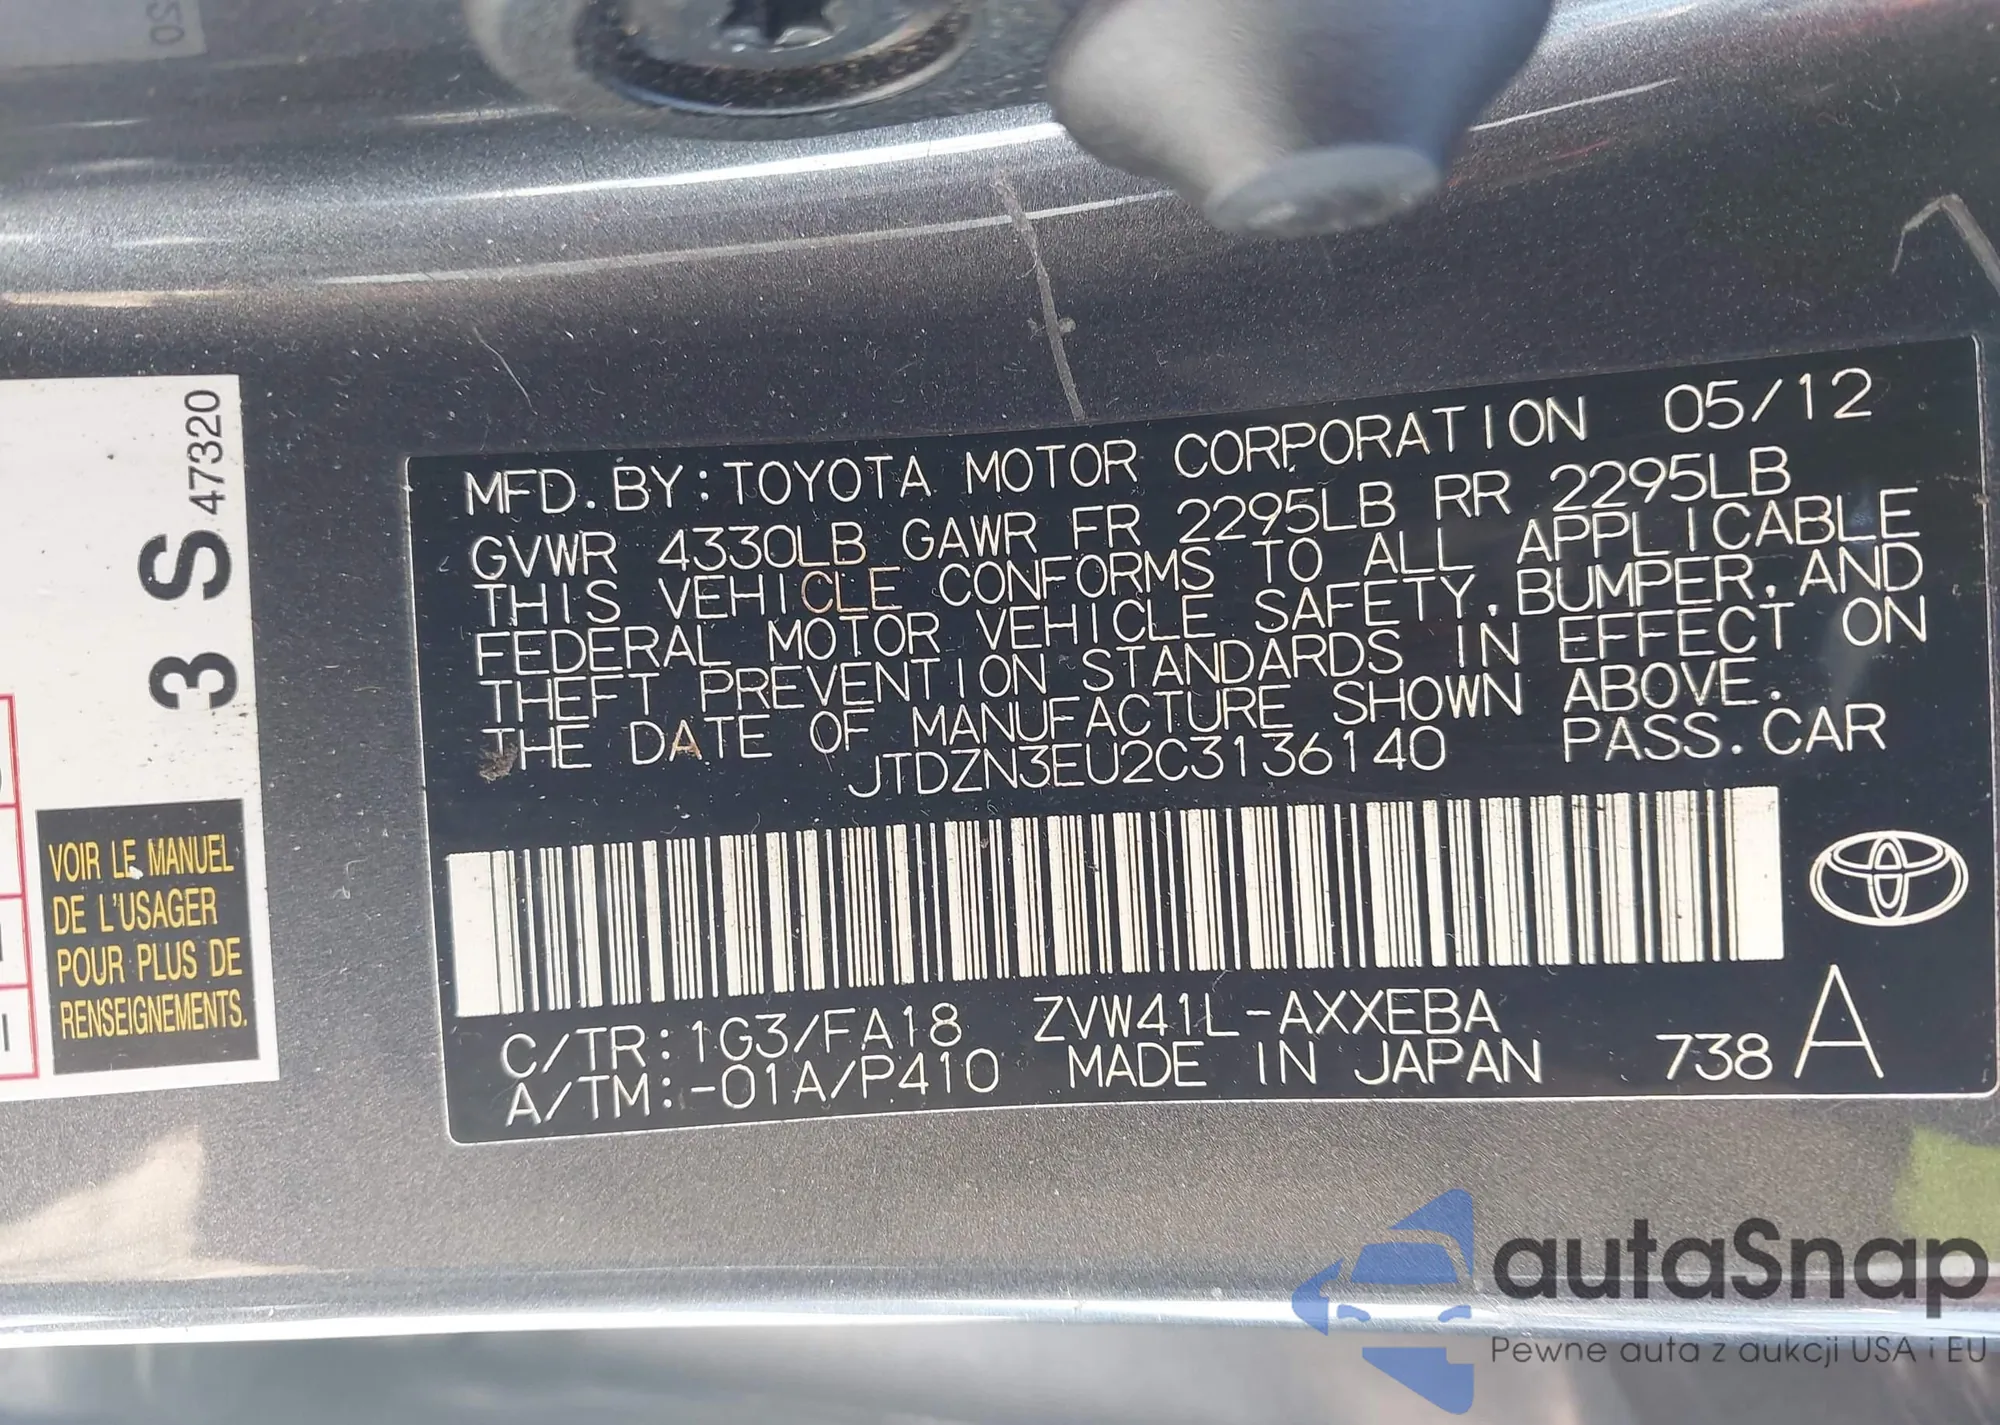 S0
3 S 47320
VOIR LE MANUEL
DE L'USAGER
POUR PLUS DE
RENSEIGNEMENTS.
MFD. BY: TOYOTA MOTOR CORPORATION 05/12
GVWR 4330LB GAWR FR 2295LB RR 2295LB
THIS VEHICLE CONFORMS TO ALL APPLICABLE
FEDERAL MOTOR VEHICLE SAFETY, BUMPER, AND
THEFT PREVENTION STANDARDS IN EFFECT ON
THE DATE OF MANUFACTURE SHOWN ABOVE.
JTDZN3EU2C3136140 PASS. CAR
C/TR: 1G3/FA18 ZVW41L-AXXEBA
A/TM: -01A/P410 MADE IN JAPAN 738 A
autaSnap
Pewne auta z aukcji USA i EU